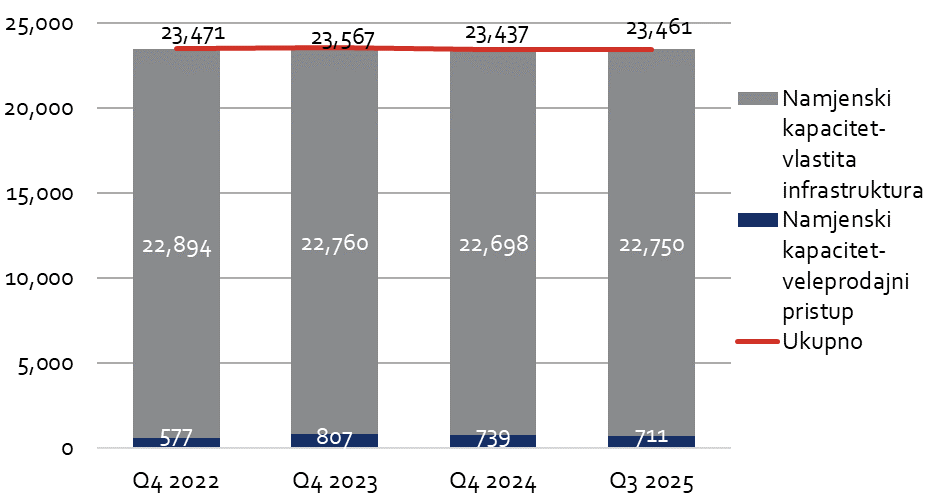 25,000
20,000
15,000
10,000
5,000
0
23,471
23,567
23,437
23,461
22,894
22,760
22,698
22,750
577
807
739
711
Q4 2022
Q4 2023
Q4 2024
Q3 2025
Namjenski
kapacitet-
vlastita
infrastruktura
Namjenski
kapacitet-
veleprodajni
pristup
Ukupno